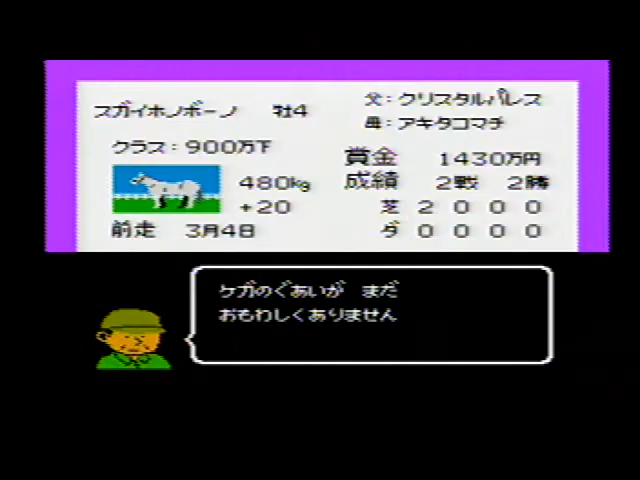 スガイホノボーノ 牡4
父:クリスタルパレス
母:アキタコマチ
クラス:900万下
賞金 1430万円
480kg
成績 2戦 2勝
+20
芝 2 0 0 0
前走 3月4日
ダ 0 0 0 0
ケガのぐあいが まだ
おもわしくありません